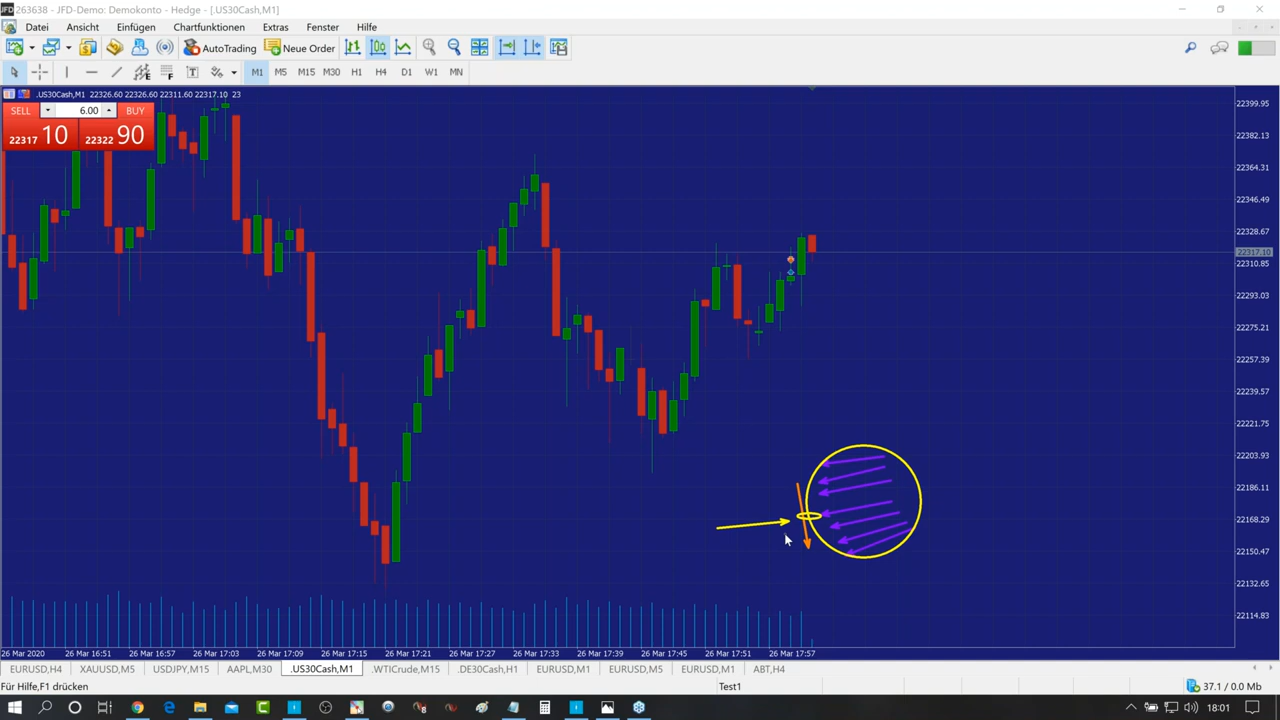 JFD 263638 - JFD-Demo: Demokonto - Hedge - [.US30Cash,M1]
Datei Ansicht Einfügen Chartfunktionen Extras Fenster Hilfe
AutoTrading Neue Order
E F T M1 M5 M15 M30 H1 H4 D1 W1 MN
.US30Cash,M1 22326.60 22326.60 22311.60 22317.10 23
SELL 6.00 BUY
22317 10 22322 90
22399.95
22382.13
22364.31
22346.49
22328.67
22317.10
22310.85
22293.03
22275.21
22257.39
22239.57
22221.75
22203.93
22186.11
22168.29
22150.47
22132.65
22114.83
26 Mar 2020 26 Mar 16:51 26 Mar 16:57 26 Mar 17:03 26 Mar 17:09 26 Mar 17:15 26 Mar 17:21 26 Mar 17:27 26 Mar 17:33 26 Mar 17:39 26 Mar 17:45 26 Mar 17:51 26 Mar 17:57
EURUSD,H4 XAUUSD,M5 USDJPY,M15 AAPL,M30 .US30Cash,M1 .WTICrude,M15 .DE30Cash,H1 EURUSD,M1 EURUSD,M5 EURUSD,M1 ABT,H4
Für Hilfe,F1 drücken Test1 37.1 / 0.0 Mb
18:01